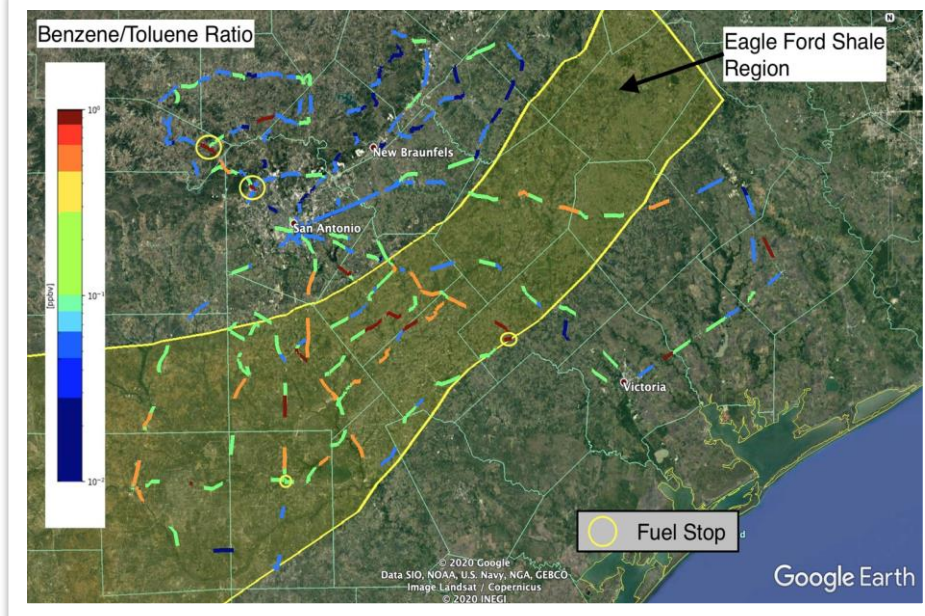 Benzene/Toluene Ratio
N
Eagle Ford Shale
Region
10⁰
New Braunfels
San Antonio
[ppbv]
10⁻¹
Victoria
10⁻²
Fuel Stop
d
© 2020 Google
Data SIO, NOAA, U.S. Navy, NGA, GEBCO
Image Landsat / Copernicus
© 2020 INEGI
Google Earth